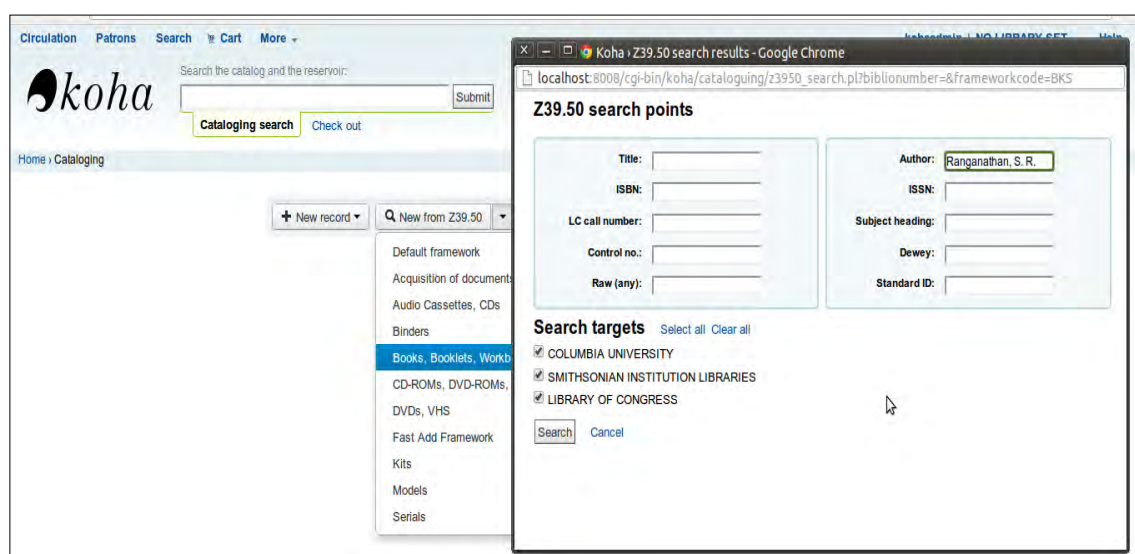 Circulation Patrons Search Cart More
koha
Search the catalog and the reservoir:
Submit
Cataloging search Check out
Home › Cataloging
+ New record New from Z39.50
Default framework
Acquisition of documents
Audio Cassettes, CDs
Binders
Books, Booklets, Workb
CD-ROMs, DVD-ROMs,
DVDs, VHS
Fast Add Framework
Kits
Models
Serials
Koha › Z39.50 search results - Google Chrome
localhost:8008/cgi-bin/koha/cataloguing/z3950_search.pl?biblionumber=&frameworkcode=BKS
Z39.50 search points
Title:
ISBN:
LC call number:
Control no.:
Raw (any):
Author: Ranganathan, S. R.
ISSN:
Subject heading:
Dewey:
Standard ID:
Search targets Select all Clear all
COLUMBIA UNIVERSITY
SMITHSONIAN INSTITUTION LIBRARIES
LIBRARY OF CONGRESS
Search Cancel